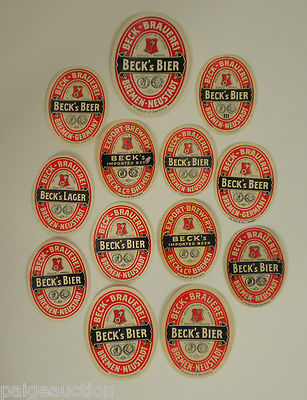 BECK-BRAUEREI
BECK'S BIER
BREMEN-NEUSTADT
BECK-BRAUEREI
BECK'S BEER
BREMEN-GERMANY
BECK-BRAUEREI
BECK'S BIER
BREMEN-NEUSTADT
EXPORT-BREWERY
BECK'S
IMPORTED BEER
BECK & CO BREMEN
BECK-BRAUEREI
BECK'S BIER
BREMEN-NEUSTADT
BECK-BRAUEREI
BECK'S LAGER
BREMEN-NEUSTADT
BECK-BRAUEREI
BECK'S BEER
BREMEN-GERMANY
BECK-BRAUEREI
BECK'S BIER
BREMEN-NEUSTADT
EXPORT-BREWERY
BECK'S
IMPORTED BEER
BECK & CO BREMEN
BECK-BRAUEREI
BECK'S BIER
BREMEN-NEUSTADT
BECK-BRAUEREI
BECK'S BIER
BREMEN-NEUSTADT
BECK-BRAUEREI
BECK'S BIER
BREMEN-NEUSTADT
BECK-BRAUEREI
BECK'S BIER
BREMEN-NEUSTADT
paigeauction